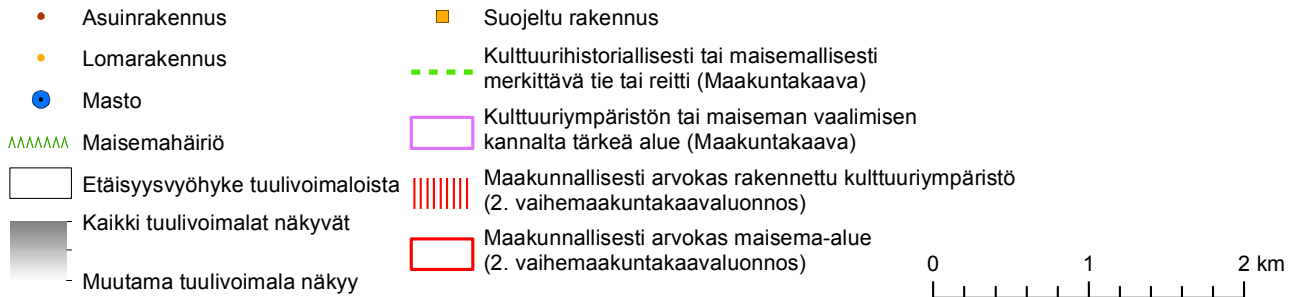 Asuinrakennus
Lomarakennus
Masto
Maisemahäiriö
Etäisyysvyöhyke tuulivoimaloista
Kaikki tuulivoimalat näkyvät
Muutama tuulivoimala näkyy
Suojeltu rakennus
Kulttuurihistoriallisesti tai maisemallisesti
merkittävä tie tai reitti (Maakuntakaava)
Kulttuuriympäristön tai maiseman vaalimisen
kannalta tärkeä alue (Maakuntakaava)
Maakunnallisesti arvokas rakennettu kulttuuriympäristö
(2. vaihemaakuntakaavaluonnos)
Maakunnallisesti arvokas maisema-alue
(2. vaihemaakuntakaavaluonnos)
0 1 2 km